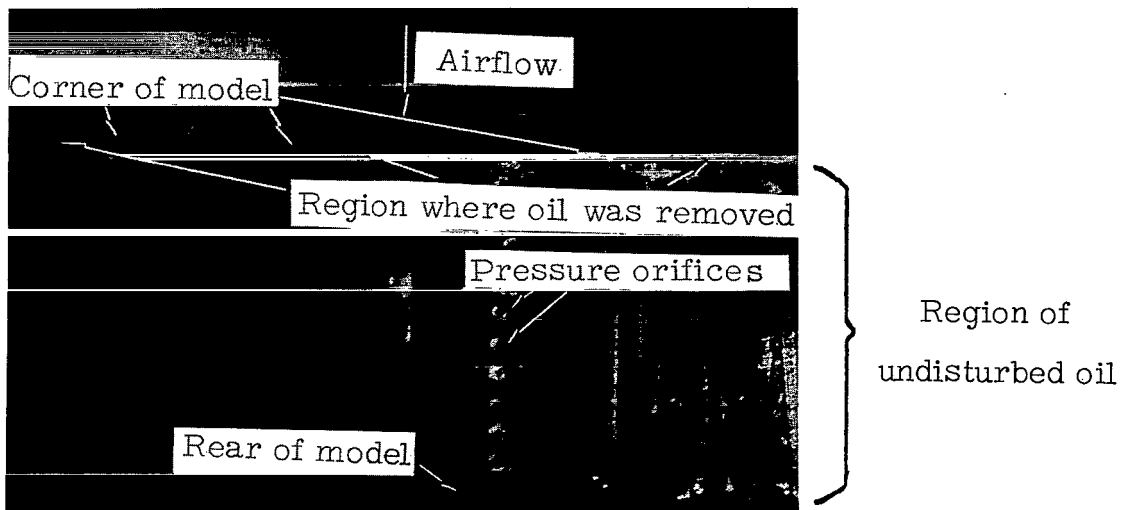 Airflow
Corner of model
Region where oil was removed
Pressure orifices
Region of
undisturbed oil
Rear of model